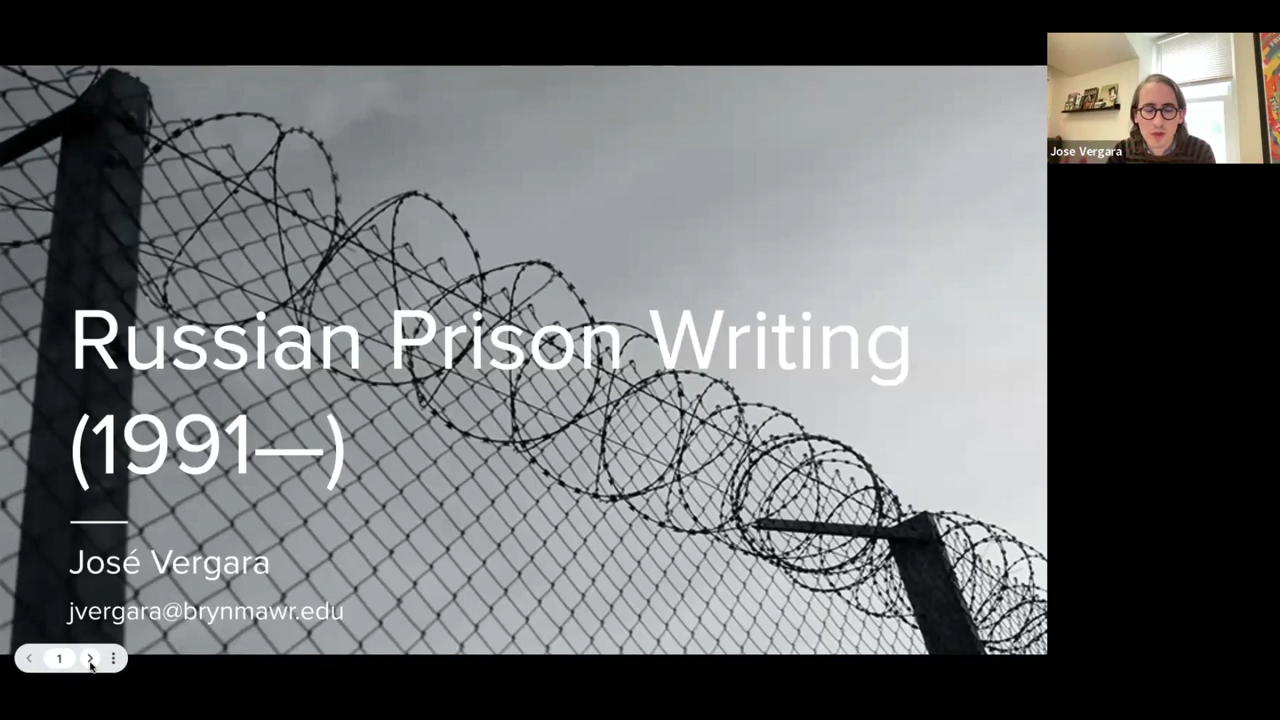 Russian Prison Writing
(1991—)
José Vergara
jvergara@brynmawr.edu
1
Jose Vergara